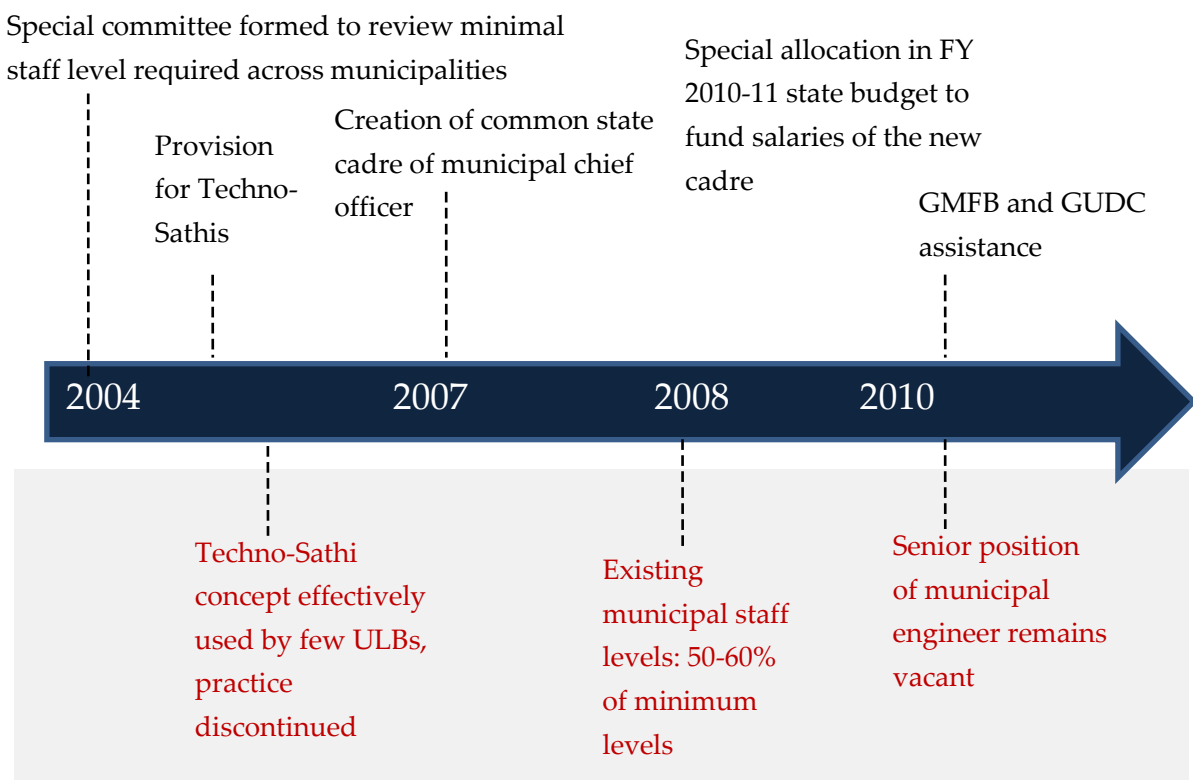 Special committee formed to review minimal
staff level required across municipalities
Provision
for Techno-
Sathis
Creation of common state
cadre of municipal chief
officer
Special allocation in FY
2010-11 state budget to
fund salaries of the new
cadre
GMFB and GUDC
assistance
2004
2007
2008
2010
Techno-Sathi
concept effectively
used by few ULBs,
practice
discontinued
Existing
municipal staff
levels: 50-60%
of minimum
levels
Senior position
of municipal
engineer remains
vacant